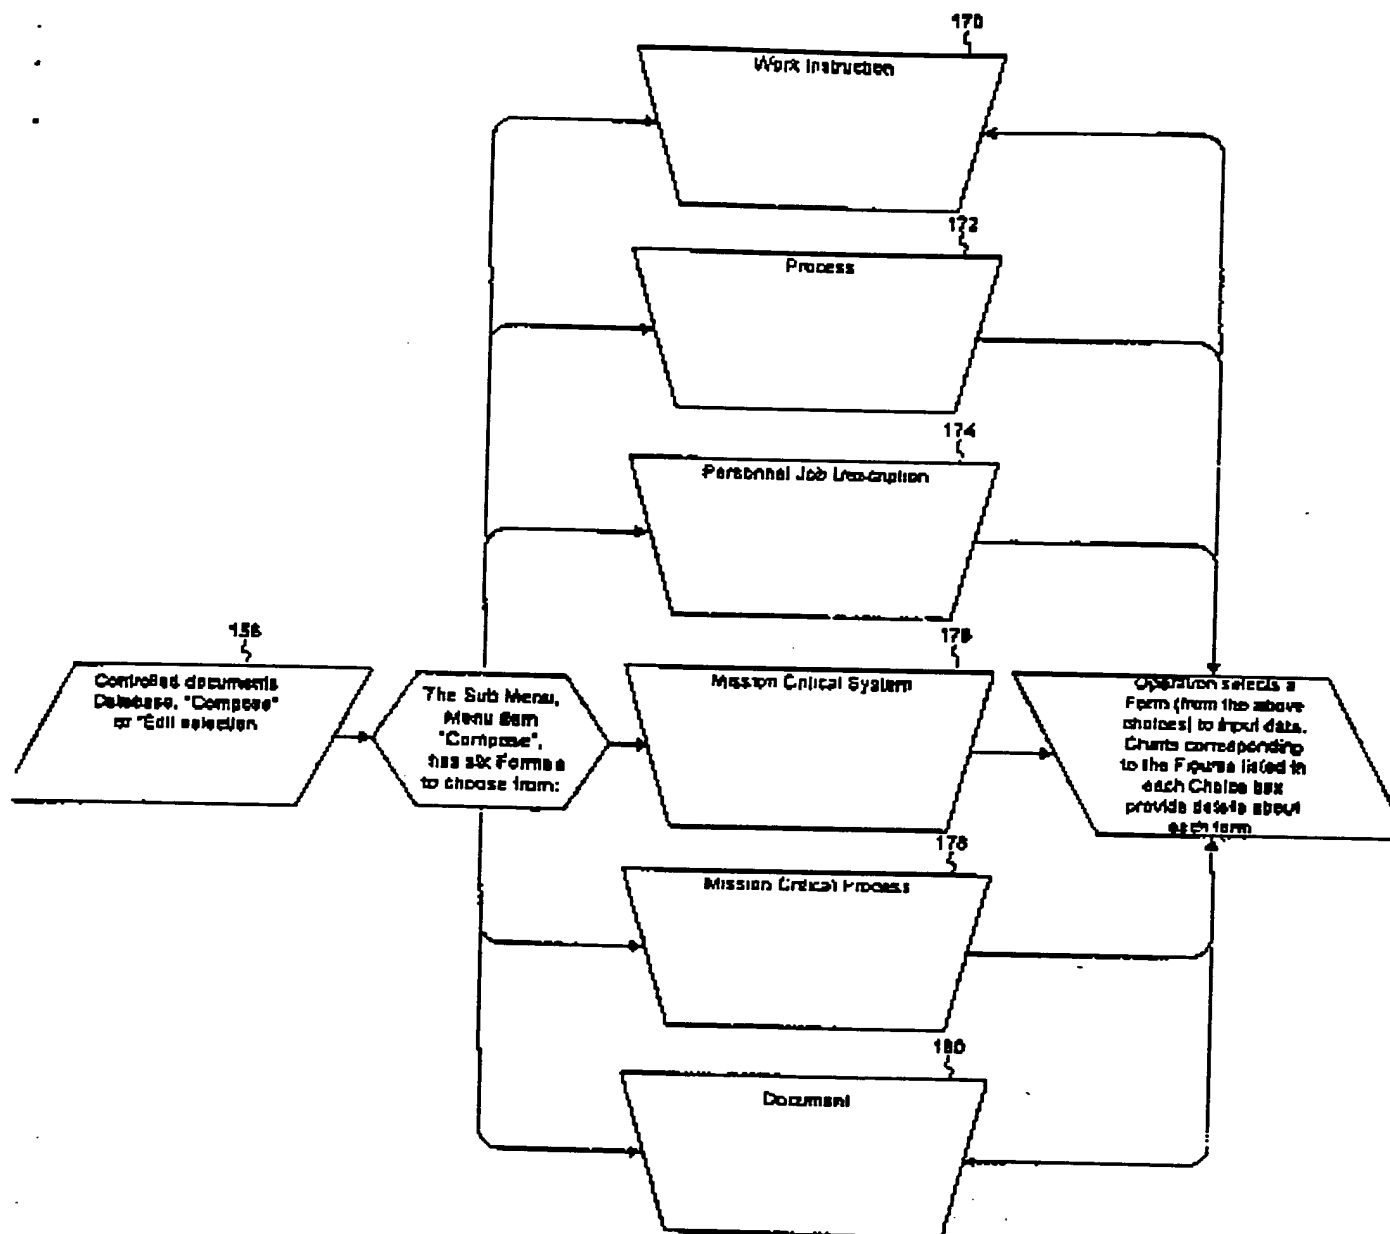 170
Work Instruction
172
Process
174
Personnel Job Description
156
Controlled documents
Database, "Compose"
or "Edit selection
The Sub Menu,
Menu Item
"Compose",
has six Formss
to choose from:
176
Mission Critical System
Operation selects a
Form (from the above
choices) to input data.
Charts corresponding
to the Figures listed in
each Choice box
provide details about
each form
178
Mission Critical Process
180
Document